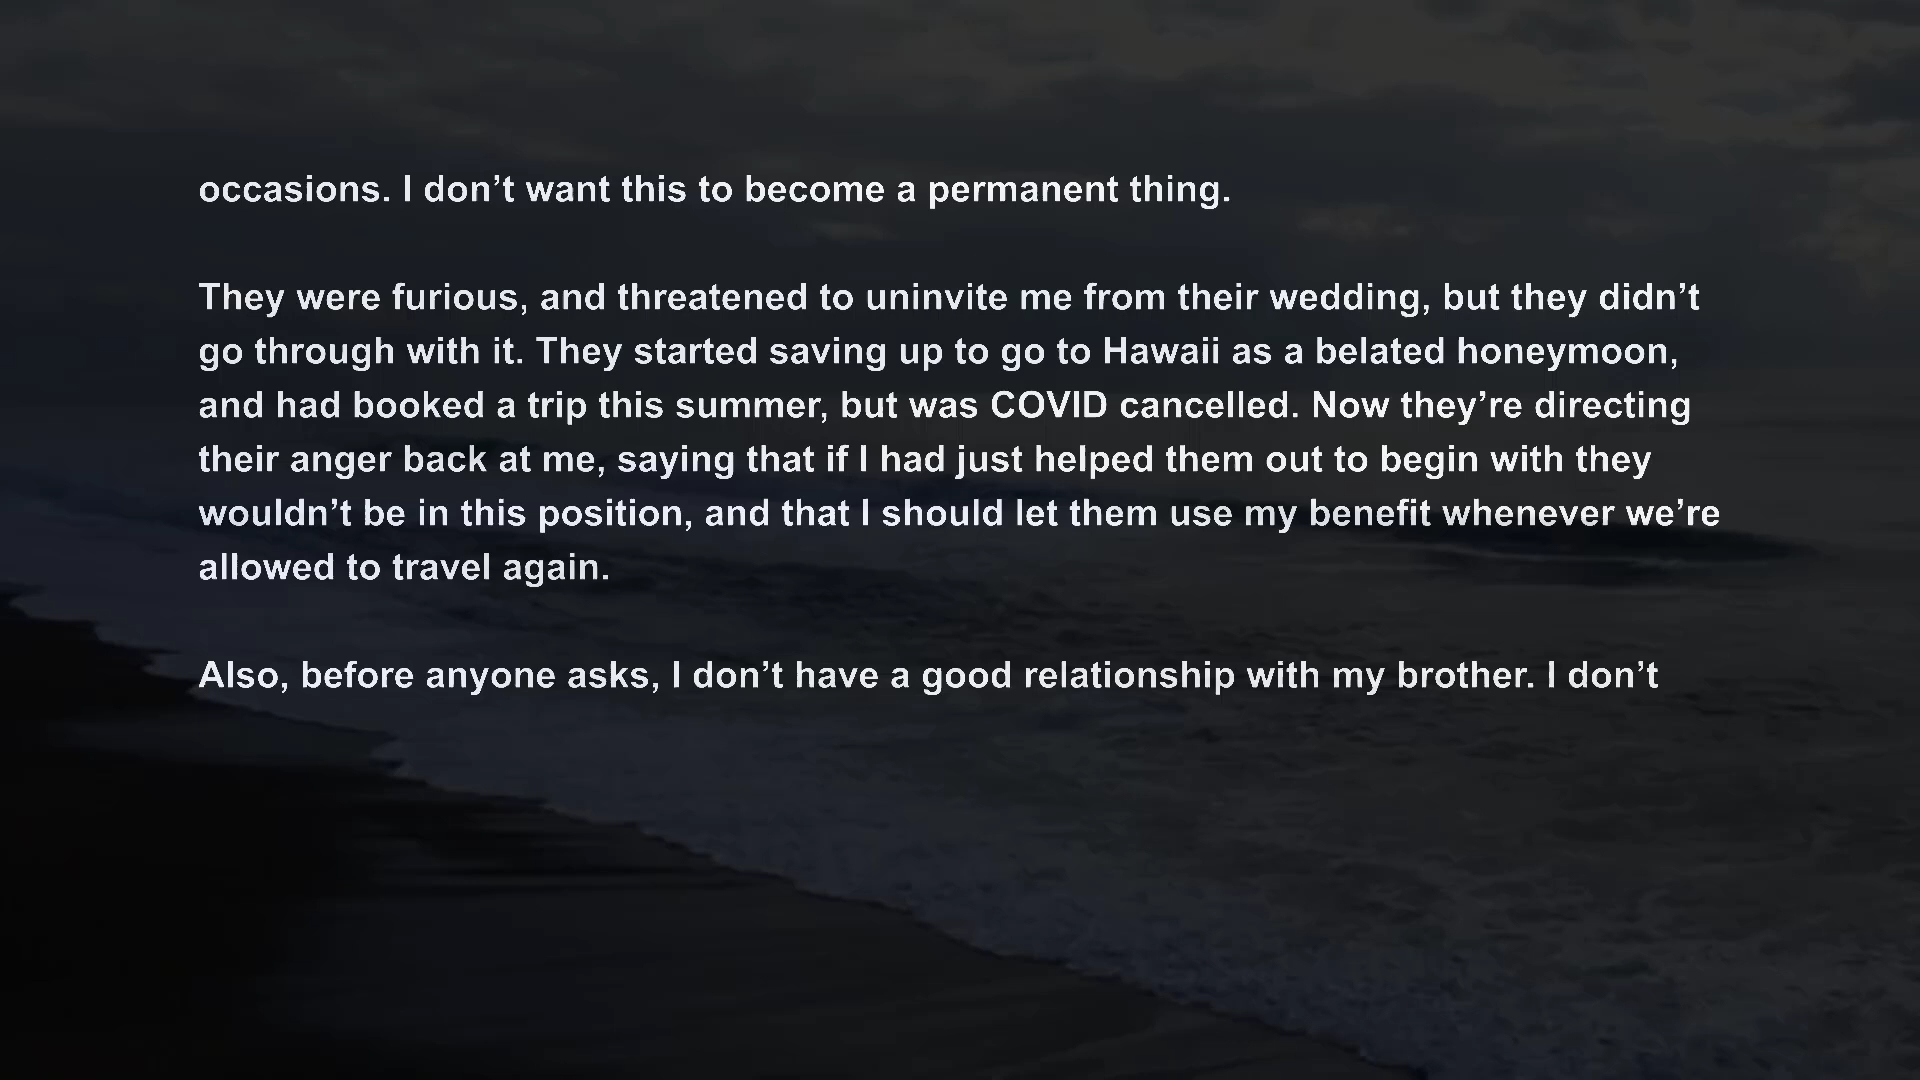 occasions. I don’t want this to become a permanent thing.
They were furious, and threatened to uninvite me from their wedding, but they didn’t
go through with it. They started saving up to go to Hawaii as a belated honeymoon,
and had booked a trip this summer, but was COVID cancelled. Now they’re directing
their anger back at me, saying that if I had just helped them out to begin with they
wouldn’t be in this position, and that I should let them use my benefit whenever we’re
allowed to travel again.
Also, before anyone asks, I don’t have a good relationship with my brother. I don’t